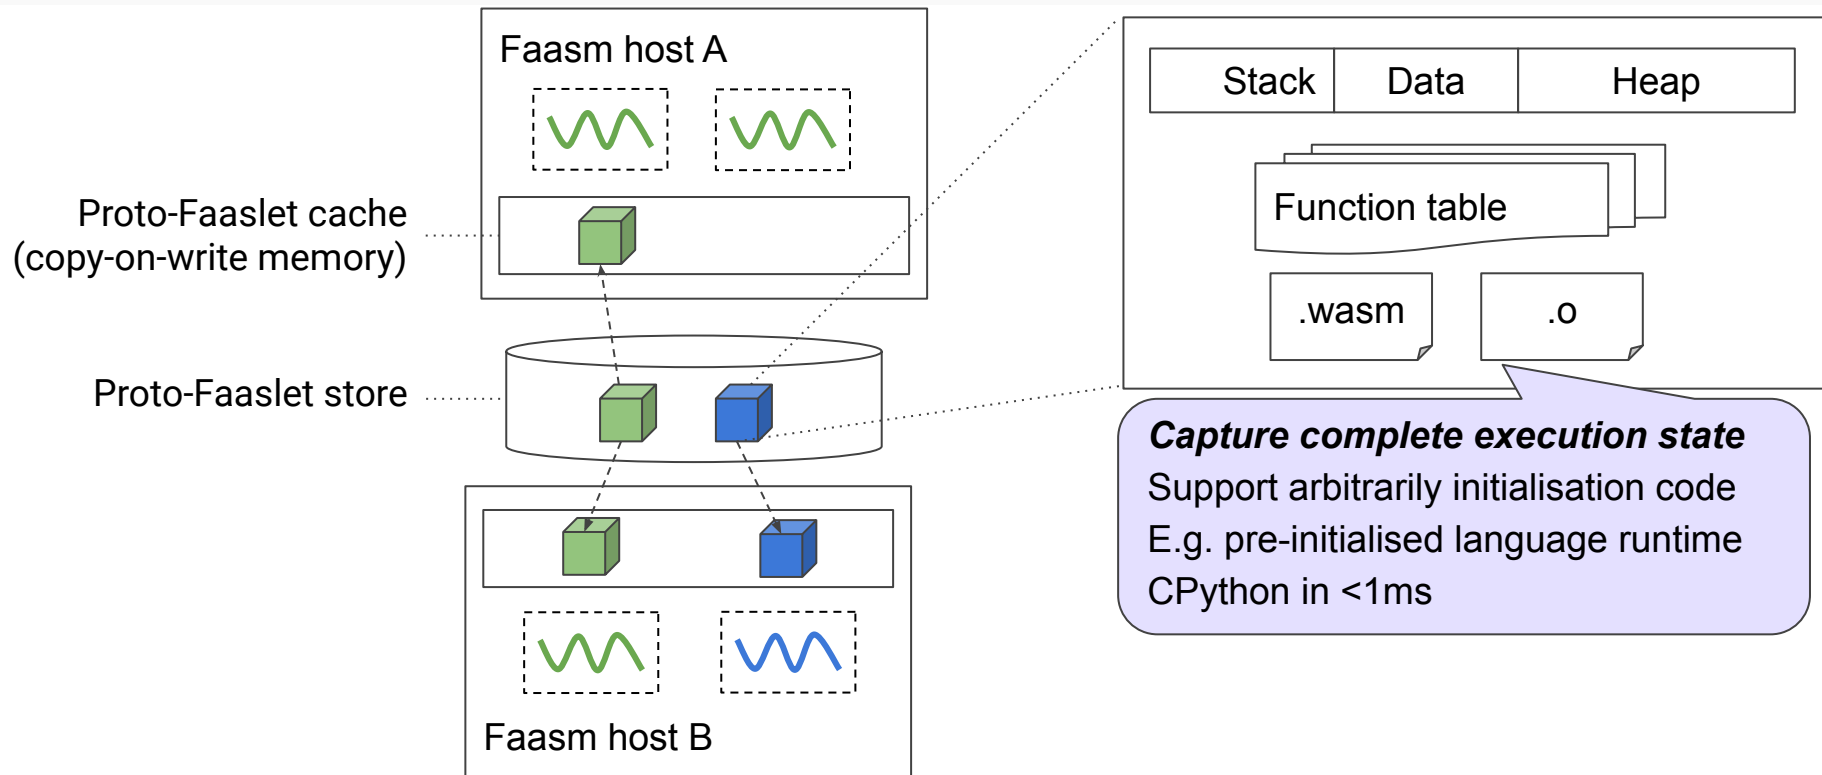 Faasm host A
Proto-Faaslet cache
(copy-on-write memory)
Proto-Faaslet store
Faasm host B
Stack Data Heap
Function table
.wasm .o
Capture complete execution state
Support arbitrarily initialisation code
E.g. pre-initialised language runtime
CPython in <1ms